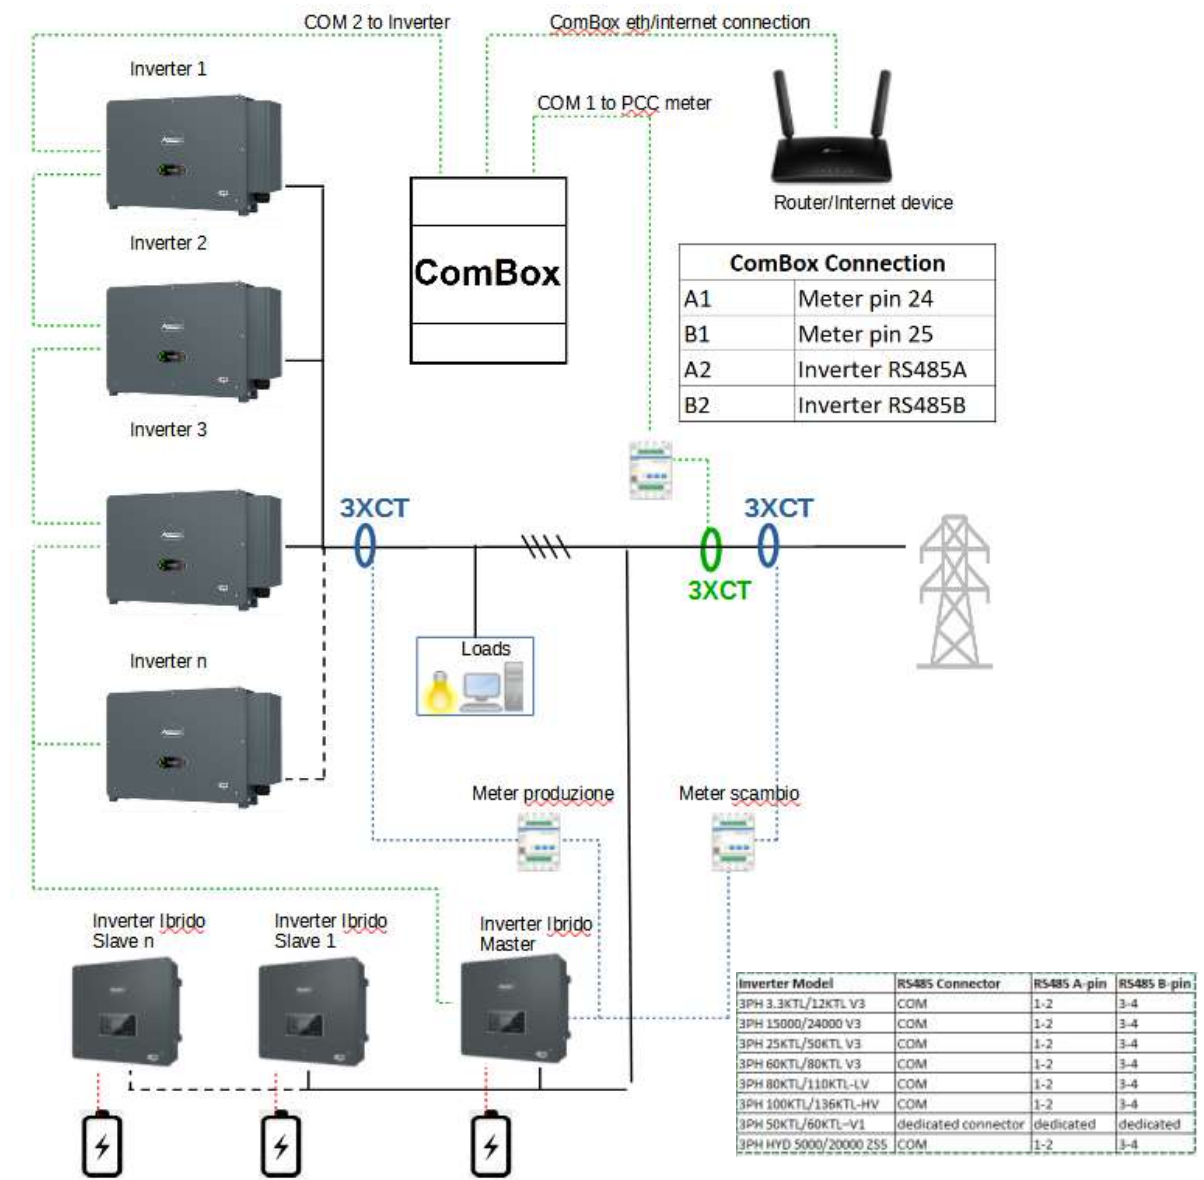 COM 2 to Inverter
ComBox eth/internet connection
Inverter 1
COM 1 to PCC meter
Router/Internet device
Inverter 2
ComBox
ComBox Connection
A1 Meter pin 24
B1 Meter pin 25
A2 Inverter RS485A
B2 Inverter RS485B
Inverter 3
3XCT
3XCT
3XCT
Loads
Inverter n
Meter produzione
Meter scambio
Inverter Ibrido
Slave n
Inverter Ibrido
Slave 1
Inverter Ibrido
Master
Inverter Model RS485 Connector RS485 A-pin RS485 B-pin
3PH 3.3KTL/12KTL V3 COM 1-2 3-4
3PH 15000/24000 V3 COM 1-2 3-4
3PH 25KTL/50KTL V3 COM 1-2 3-4
3PH 60KTL/80KTL V3 COM 1-2 3-4
3PH 80KTL/110KTL-LV COM 1-2 3-4
3PH 100KTL/136KTL-HV COM 1-2 3-4
3PH 50KTL/60KTL–V1 dedicated connector dedicated dedicated
3PH HYD 5000/20000 ZSS COM 1-2 3-4